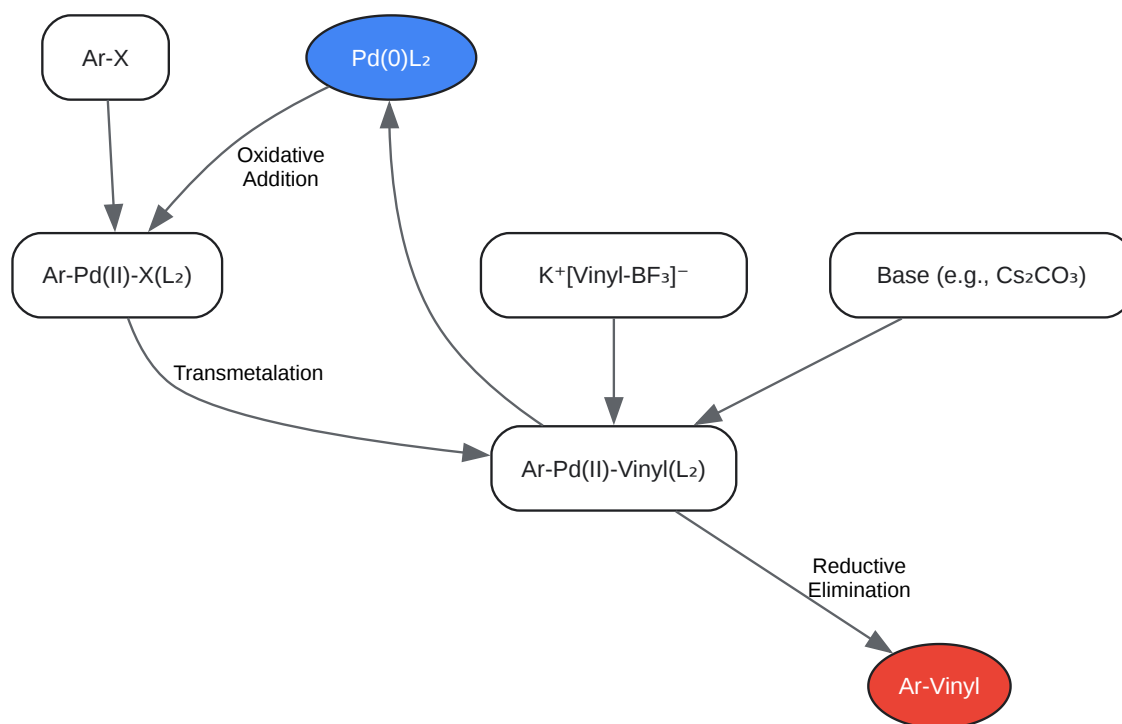 Ar-X
Pd(0)L₂
Oxidative
Addition
Ar-Pd(II)-X(L₂)
K⁺[Vinyl-BF₃]⁻
Base (e.g., Cs₂CO₃)
Transmetalation
Ar-Pd(II)-Vinyl(L₂)
Reductive
Elimination
Ar-Vinyl